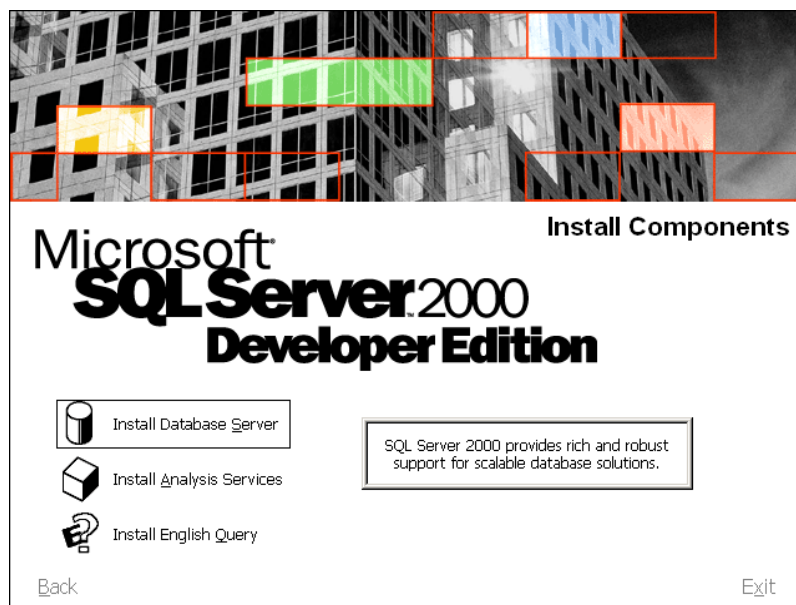 Install Components
Microsoft®
SQL Server™ 2000
Developer Edition
Install Database Server
SQL Server 2000 provides rich and robust
support for scalable database solutions.
Install Analysis Services
Install English Query
Back
Exit